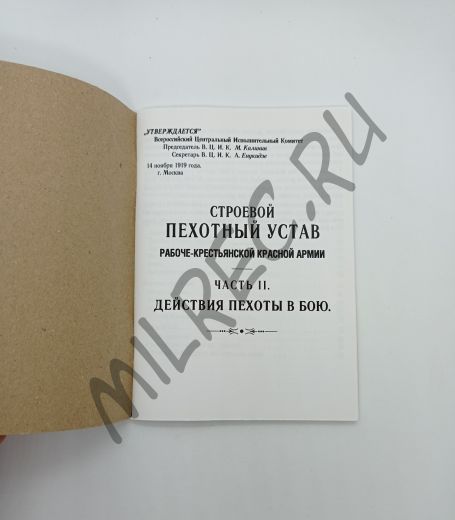 „УТВЕРЖДАЕТСЯ"
Всероссийский Центральный Исполнительный Комитет
Председатель В. Ц. И. К. М. Калинин
Секретарь В. Ц. И. К. А. Енукидзе
14 ноября 1919 года.
г. Москва
СТРОЕВОЙ
ПЕХОТНЫЙ УСТАВ
РАБОЧЕ-КРЕСТЬЯНСКОЙ КРАСНОЙ АРМИИ
ЧАСТЬ II.
ДЕЙСТВИЯ ПЕХОТЫ В БОЮ.
MILREC.RU